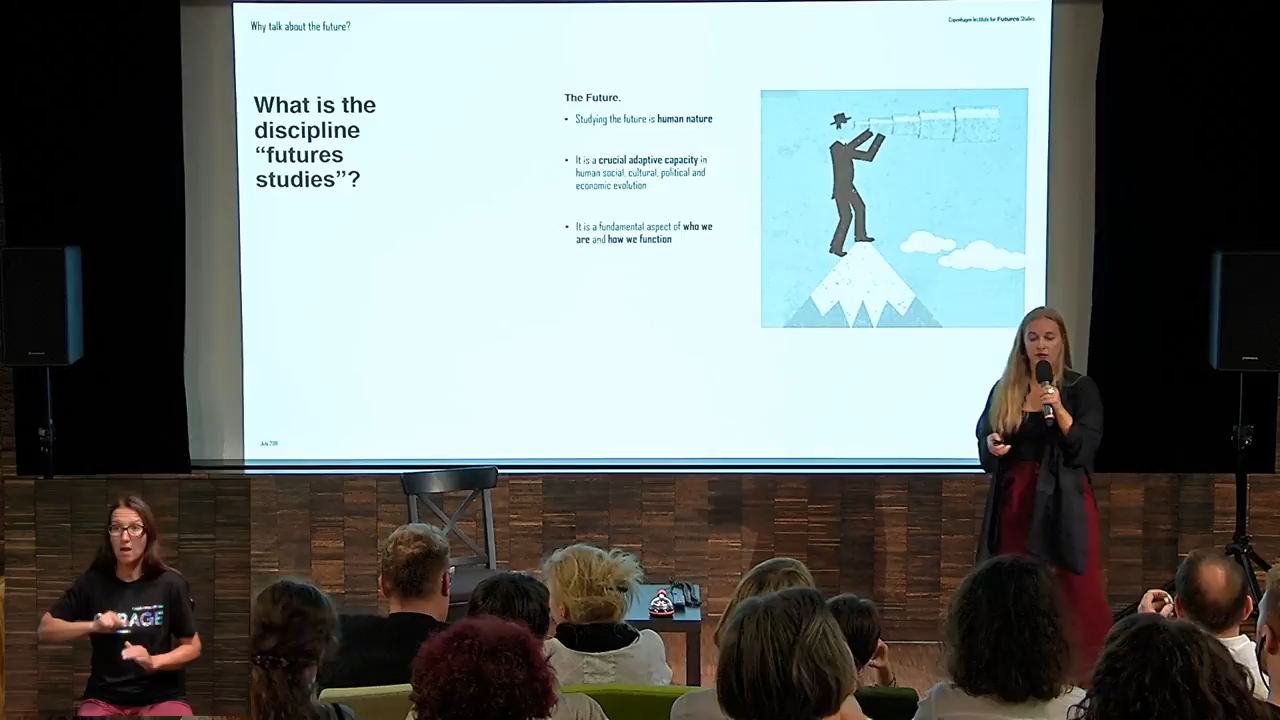 Why talk about the future?
Copenhagen Institute for Futures Studies
What is the
discipline
“futures
studies”?
The Future.
• Studying the future is human nature
• It is a crucial adaptive capacity in
human social, cultural, political and
economic evolution
• It is a fundamental aspect of who we
are and how we function
RAGE